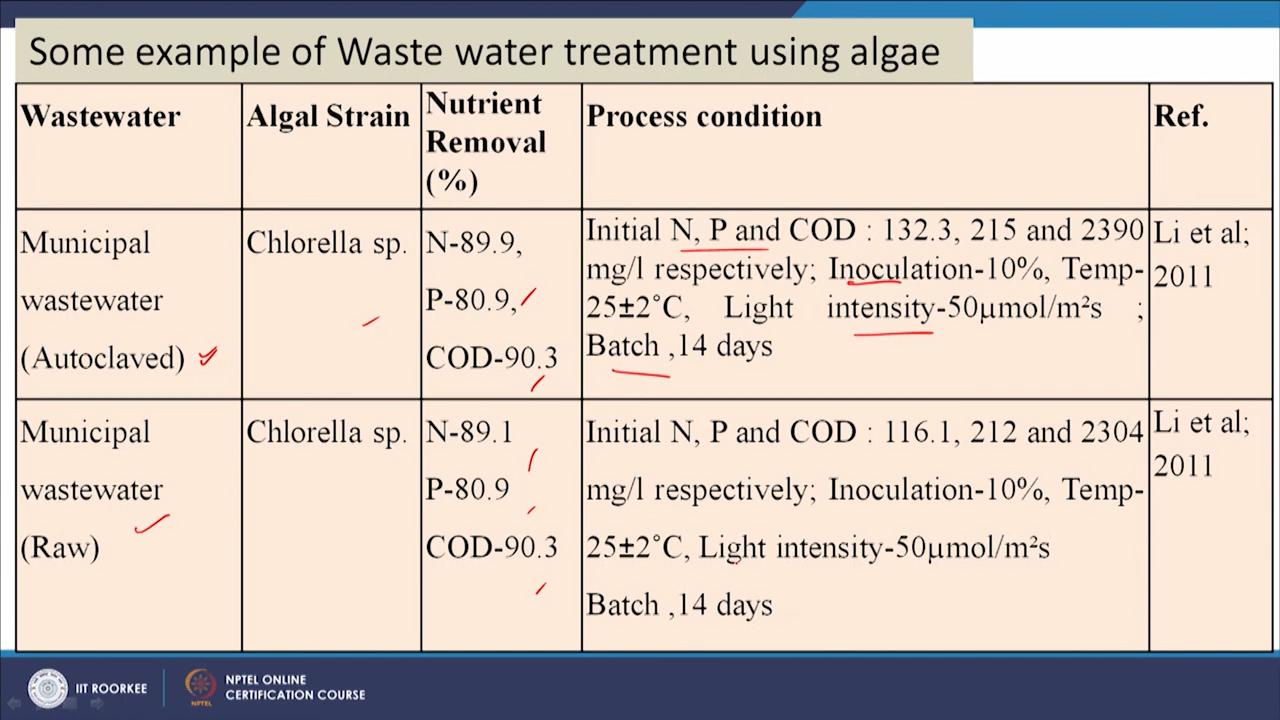 Some example of Waste water treatment using algae
Wastewater
Algal Strain
Nutrient
Removal
(%)
Process condition
Ref.
Municipal
wastewater
(Autoclaved)
Chlorella sp.
N-89.9,
P-80.9,
COD-90.3
Initial N, P and COD : 132.3, 215 and 2390
mg/l respectively; Inoculation-10%, Temp-
25±2˚C, Light intensity-50μmol/m²s ;
Batch ,14 days
Li et al;
2011
Municipal
wastewater
(Raw)
Chlorella sp.
N-89.1
P-80.9
COD-90.3
Initial N, P and COD : 116.1, 212 and 2304
mg/l respectively; Inoculation-10%, Temp-
25±2˚C, Light intensity-50μmol/m²s
Batch ,14 days
Li et al;
2011
IIT ROORKEE
NPTEL
NPTEL ONLINE
CERTIFICATION COURSE